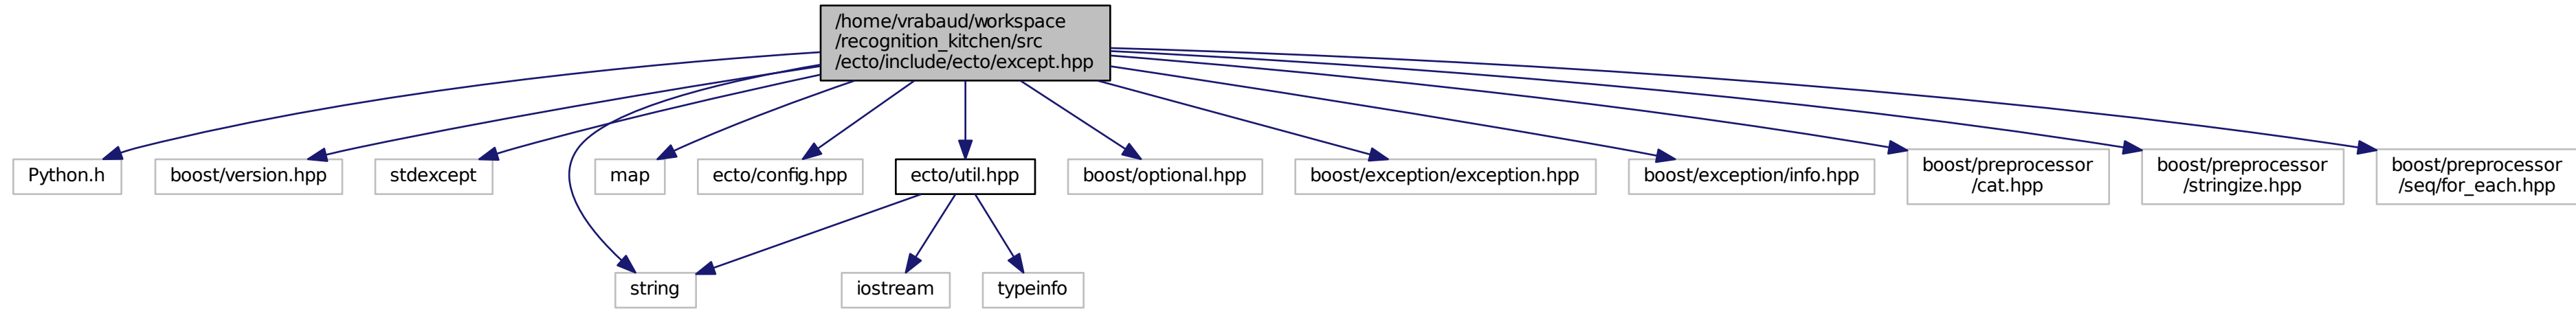 /home/vrabaud/workspace
/recognition_kitchen/src
/ecto/include/ecto/except.hpp
Python.h
boost/version.hpp
stdexcept
map
ecto/config.hpp
ecto/util.hpp
boost/optional.hpp
boost/exception/exception.hpp
boost/exception/info.hpp
boost/preprocessor
/cat.hpp
boost/preprocessor
/stringize.hpp
boost/preprocessor
/seq/for_each.hpp
string
iostream
typeinfo